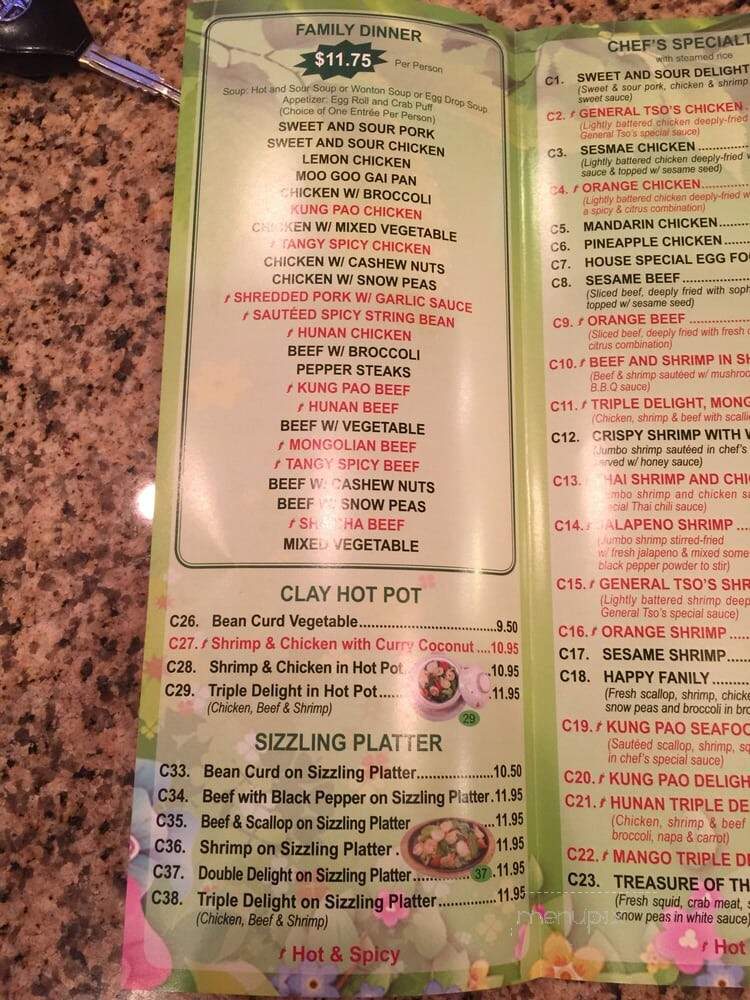 FAMILY DINNER
$11.75 Per Person
Soup: Hot and Sour Soup or Wonton Soup or Egg Drop Soup
Appetizer: Egg Roll and Crab Puff
(Choice of One Entrée Per Person)
SWEET AND SOUR PORK
SWEET AND SOUR CHICKEN
LEMON CHICKEN
MOO GOO GAI PAN
CHICKEN W/ BROCCOLI
KUNG PAO CHICKEN
CHICKEN W/ MIXED VEGETABLE
TANGY SPICY CHICKEN
CHICKEN W/ CASHEW NUTS
CHICKEN W/ SNOW PEAS
SHREDDED PORK W/ GARLIC SAUCE
SAUTÉED SPICY STRING BEAN
HUNAN CHICKEN
BEEF W/ BROCCOLI
PEPPER STEAKS
KUNG PAO BEEF
HUNAN BEEF
BEEF W/ VEGETABLE
MONGOLIAN BEEF
TANGY SPICY BEEF
BEEF W/ CASHEW NUTS
BEEF W/ SNOW PEAS
BEEF
MIXED VEGETABLE
CLAY HOT POT
C26. Bean Curd Vegetable..............................9.50
C27. Shrimp & Chicken with Curry Coconut ....10.95
C28. Shrimp & Chicken in Hot Pot 10.95
C29. Triple Delight in Hot Pot.... .11.95
(Chicken, Beef & Shrimp)
29
SIZZLING PLATTER
C33. Bean Curd on Sizzling Platter.................10.50
C34. Beef with Black Pepper on Sizzling Platter.11.95
C35. Beef & Scallop on Sizzling Platter ...11.95
C36. Shrimp on Sizzling Platter . .11.95
C37. Double Delight on Sizzling Platter.............. 37 .11.95
C38. Triple Delight on Sizzling Platter..............11.95
(Chicken, Beef & Shrimp)
Hot & Spicy
CHEF'S SPECIALT
with steamed rice
C1. SWEET AND SOUR DELIGHT
(Sweet & sour pork, chicken & shrimp
sweet sauce)
C2. GENERAL TSO'S CHICKEN
(Lightly battered chicken deeply-fried
General Tso's special sauce)
C3. SESMAE CHICKEN ............
(Lightly battered chicken deeply-fried w
sauce & topped w/ sesame seed)
C4. ORANGE CHICKEN...........
(Lightly battered chicken deeply-fried w
a spicy & citrus combination)
C5. MANDARIN CHICKEN......
C6. PINEAPPLE CHICKEN.....
C7. HOUSE SPECIAL EGG FOO
C8. SESAME BEEF...............
(Sliced beef, deeply fried with soph
topped w/ sesame seed)
C9. ORANGE BEEF ..............
(Sliced beef, deeply fried with fresh
citrus combination)
C10. BEEF AND SHRIMP IN SH
(Beef & shrimp sautéed w/ mushroo
B.B.Q sauce)
C11. TRIPLE DELIGHT, MONG
(Chicken, shrimp & beef with scalli
C12. CRISPY SHRIMP WITH W
(Jumbo shrimp sautéed in chef's
served w/ honey sauce)
C13. THAI SHRIMP AND CHIC
Jumbo shrimp and chicken sa
special Thai chili sauce)
C14. JALAPENO SHRIMP ...
(Jumbo shrimp stirred-fried
w/ fresh jalapeno & mixed some
black pepper powder to stir)
C15. GENERAL TSO'S SHR
(Lightly battered shrimp deep
General Tso's special sauce)
C16. ORANGE SHRIMP ....
C17. SESAME SHRIMP....
C18. HAPPY FANILY .......
(Fresh scallop, shrimp, chicke
snow peas and broccoli in bro
C19. KUNG PAO SEAFOO
(Sautéed scallop, shrimp, sq
in chef's special sauce)
C20. KUNG PAO DELIGH
C21. HUNAN TRIPLE DE
(Chicken, shrimp & beef
broccoli, napa & carrot)
C22. MANGO TRIPLE DE
C23. TREASURE OF TH
(Fresh squid, crab meat, s
snow peas in white sauce)
Hot
menupix